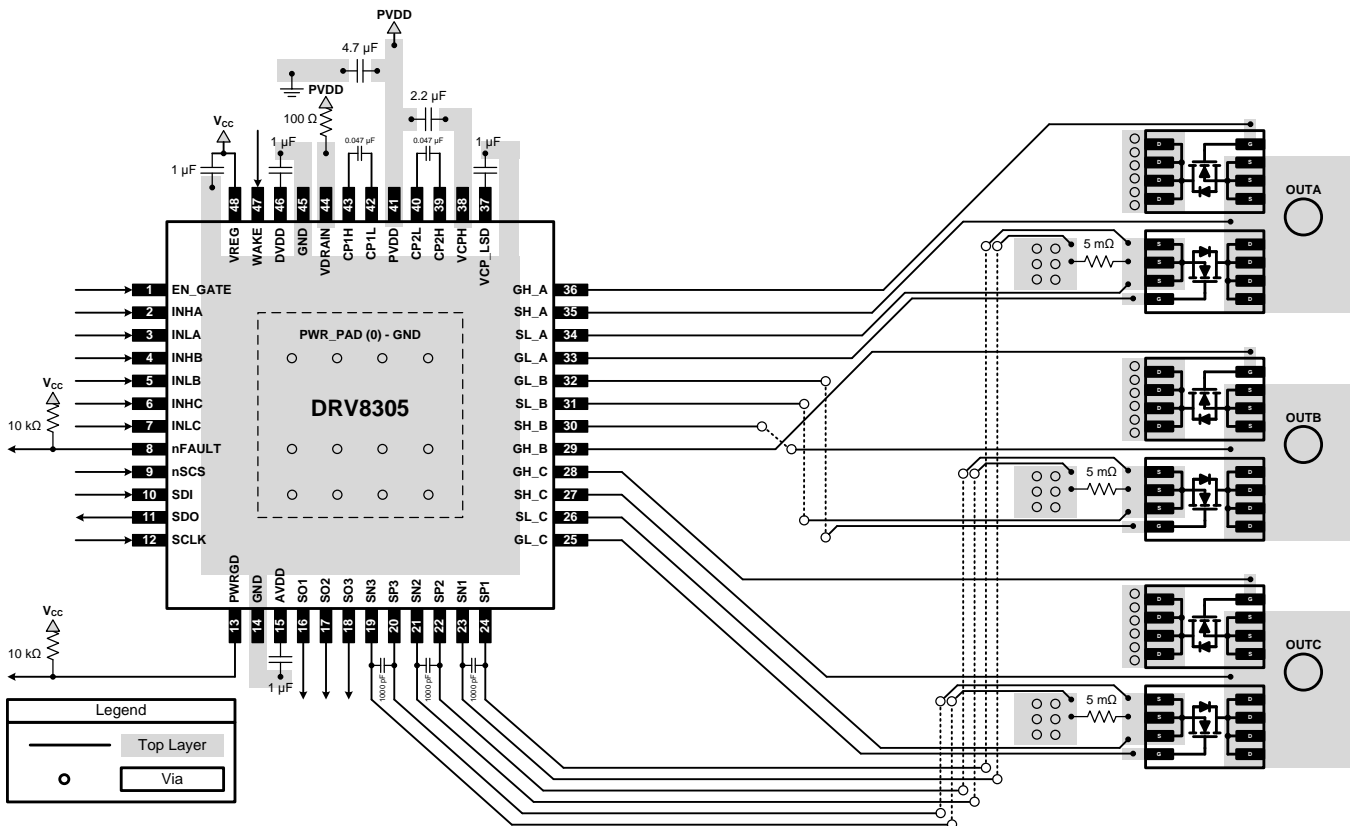 PVDD
4.7 µF
PVDD
2.2 µF
100 Ω
VCC
1 µF
1 µF
0.047 µF
0.047 µF
1 µF
48
47
46
45
44
43
42
41
40
39
38
37
VREG
WAKE
DVDD
GND
VDRAIN
CP1H
CP1L
PVDD
CP2L
CP2H
VCPH
VCP_LSD
1 EN_GATE
2 INHA
3 INLA
4 INHB
5 INLB
6 INHC
7 INLC
8 nFAULT
9 nSCS
10 SDI
11 SDO
12 SCLK
VCC
10 kΩ
PWR_PAD (0) - GND
DRV8305
GH_A 36
SH_A 35
SL_A 34
GL_A 33
GL_B 32
SL_B 31
SH_B 30
GH_B 29
GH_C 28
SH_C 27
SL_C 26
GL_C 25
PWRGD
GND
AVDD
SO1
SO2
SO3
SN3
SP3
SN2
SP2
SN1
SP1
13
14
15
16
17
18
19
20
21
22
23
24
VCC
10 kΩ
1 µF
1000 pF
1000 pF
1000 pF
D G
D S
D S
D S
OUTA
5 mΩ
S D
S D
S D
G D
D G
D S
D S
D S
OUTB
5 mΩ
S D
S D
S D
G D
D G
D S
D S
D S
OUTC
5 mΩ
S D
S D
S D
G D
Legend
Top Layer
Via